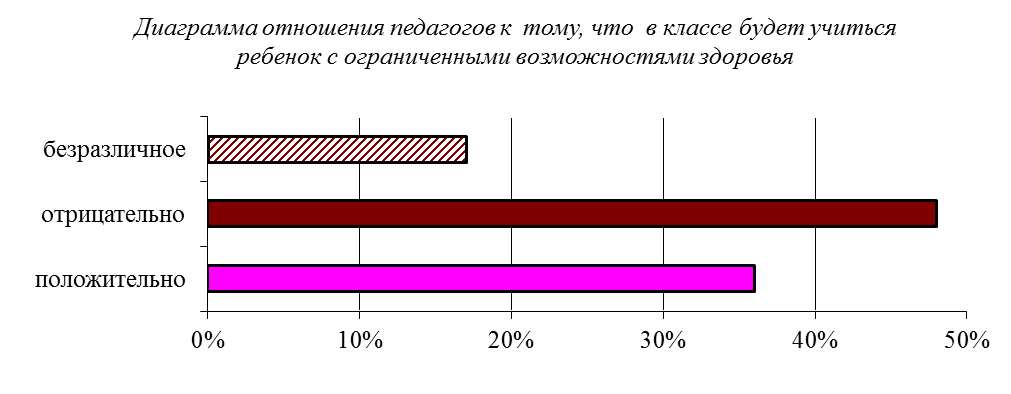 Диаграмма отношения педагогов к тому, что в классе будет учиться
ребенок с ограниченными возможностями здоровья
безразличное
отрицательно
положительно
0% 10% 20% 30% 40% 50%